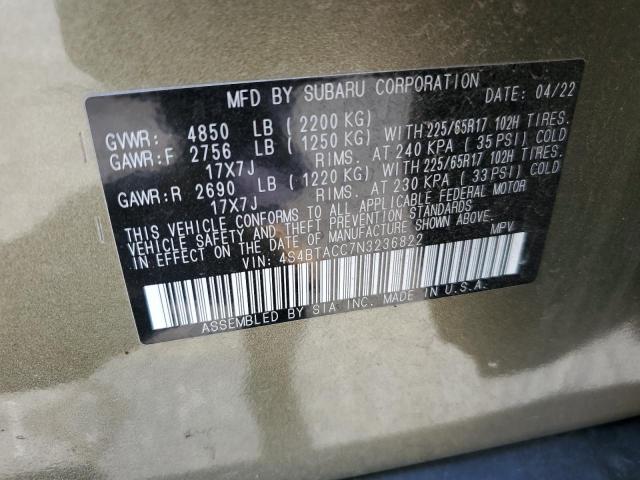 MFD BY SUBARU CORPORATION DATE: 04/22
GVWR: 4850 LB (2200 KG)
GAWR:F 2756 LB (1250 KG) WITH 225/65R17 102H TIRES.
17X7J RIMS. AT 240 KPA (35 PSI) COLD
GAWR:R 2690 LB (1220 KG) WITH 225/65R17 102H TIRES.
17X7J RIMS. AT 230 KPA (33 PSI) COLD
THIS VEHICLE CONFORMS TO ALL APPLICABLE FEDERAL MOTOR
VEHICLE SAFETY AND THEFT PREVENTION STANDARDS
IN EFFECT ON THE DATE OF MANUFACTURE SHOWN ABOVE.
VIN: 4S4BTACC7N3236822 MPV
ASSEMBLED BY SIA INC. MADE IN U.S.A.